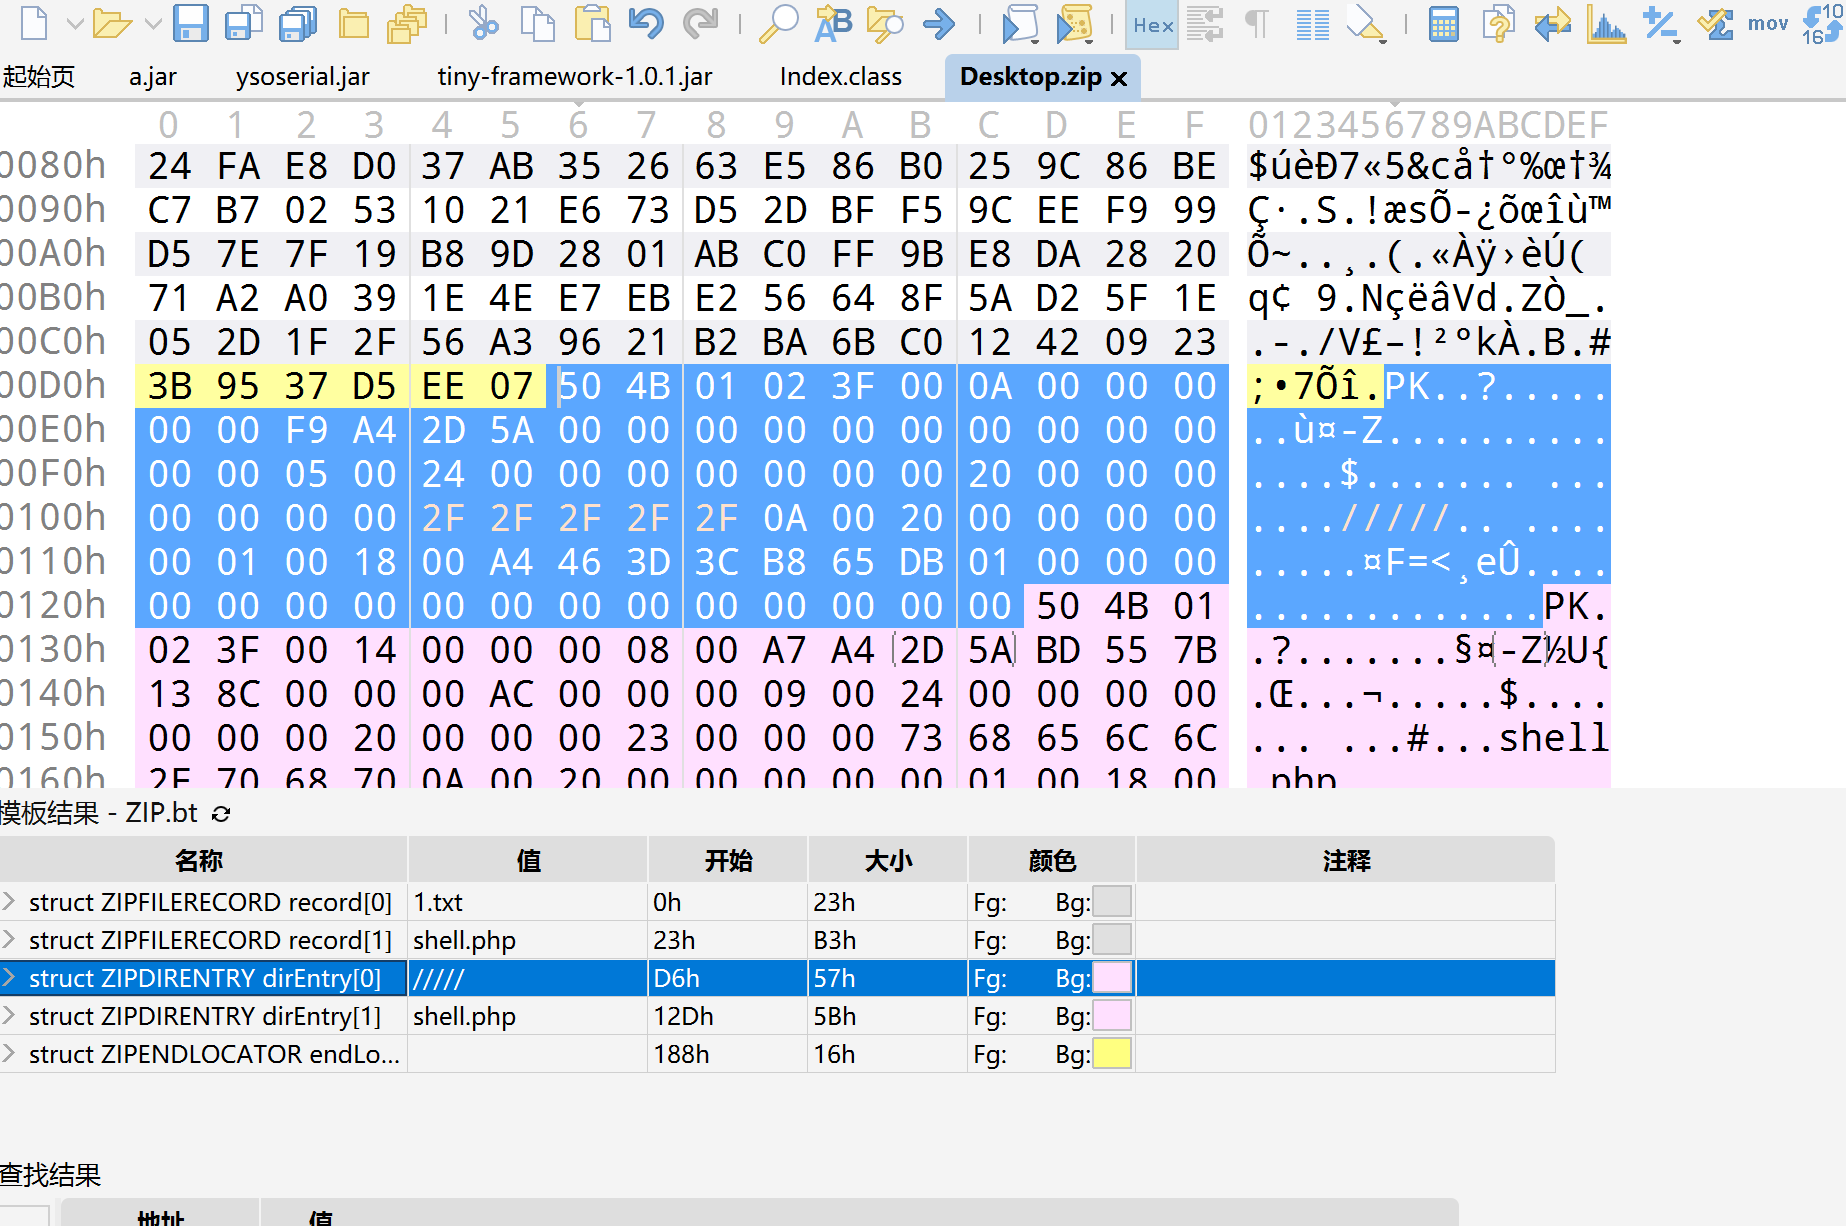 Hex mov 10 16
起始页 a.jar ysoserial.jar tiny-framework-1.0.1.jar Index.class Desktop.zip ×
0 1 2 3 4 5 6 7 8 9 A B C D E F 0123456789ABCDEF
0080h 24 FA E8 D0 37 AB 35 26 63 E5 86 B0 25 9C 86 BE $úèÐ7«5&cå†°%œ†¾
0090h C7 B7 02 53 10 21 E6 73 D5 2D BF F5 9C EE F9 99 Ç·.S.!æsÕ-¿õœîù™
00A0h D5 7E 7F 19 B8 9D 28 01 AB C0 FF 9B E8 DA 28 20 Õ~..¸.(.«Àÿ›èÚ(
00B0h 71 A2 A0 39 1E 4E E7 EB E2 56 64 8F 5A D2 5F 1E q¢ 9.NçëâVd.ZÒ_.
00C0h 05 2D 1F 2F 56 A3 96 21 B2 BA 6B C0 12 42 09 23 .-./V£–!²ºkÀ.B.#
00D0h 3B 95 37 D5 EE 07 50 4B 01 02 3F 00 0A 00 00 00 ;•7Õî.PK..?.....
00E0h 00 00 F9 A4 2D 5A 00 00 00 00 00 00 00 00 00 00 ..ù¤-Z..........
00F0h 00 00 05 00 24 00 00 00 00 00 00 00 20 00 00 00 ....$....... ...
0100h 00 00 00 00 2F 2F 2F 2F 2F 0A 00 20 00 00 00 00 ..../////.. ....
0110h 00 01 00 18 00 A4 46 3D 3C B8 65 DB 01 00 00 00 .....¤F=<¸eÛ....
0120h 00 00 00 00 00 00 00 00 00 00 00 00 00 50 4B 01 .............PK.
0130h 02 3F 00 14 00 00 00 08 00 A7 A4 2D 5A BD 55 7B .?.......§¤-Z½U{
0140h 13 8C 00 00 00 AC 00 00 00 09 00 24 00 00 00 00 .Œ...¬.....$....
0150h 00 00 00 20 00 00 00 23 00 00 00 73 68 65 6C 6C ... ...#...shell
0160h 2E 70 68 70 0A 00 20 00 00 00 00 00 01 00 18 00 .php
模板结果 - ZIP.bt
名称 值 开始 大小 颜色 注释
struct ZIPFILERECORD record[0] 1.txt 0h 23h Fg: Bg:
struct ZIPFILERECORD record[1] shell.php 23h B3h Fg: Bg:
struct ZIPDIRENTRY dirEntry[0] ///// D6h 57h Fg: Bg:
struct ZIPDIRENTRY dirEntry[1] shell.php 12Dh 5Bh Fg: Bg:
struct ZIPENDLOCATOR endLo... 188h 16h Fg: Bg:
查找结果
地址 值